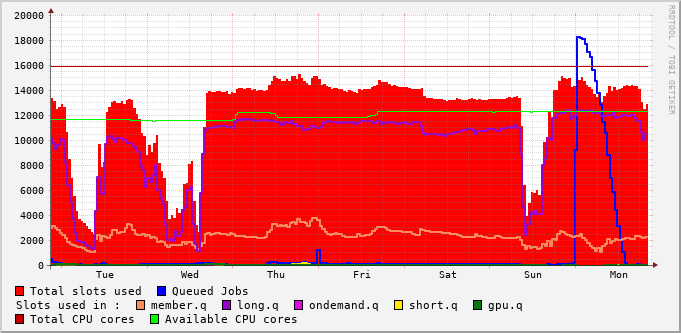 20000
18000
16000
14000
12000
10000
8000
6000
4000
2000
0
Tue Wed Thu Fri Sat Sun Mon
RRDTOOL / TOBI OETIKER
Total slots used Queued Jobs
Slots used in : member.q long.q ondemand.q short.q gpu.q
Total CPU cores Available CPU cores